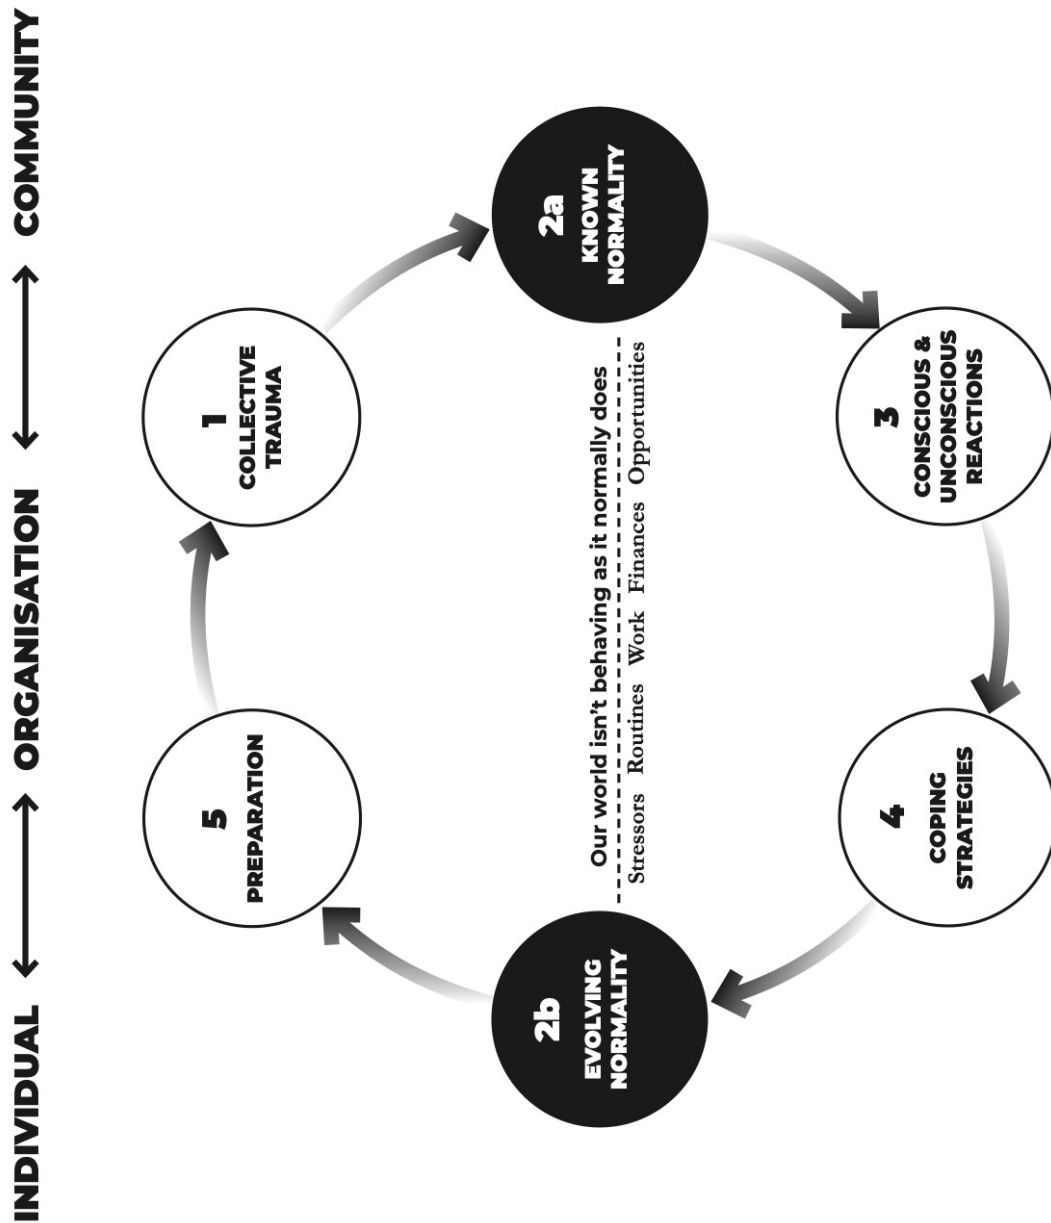 INDIVIDUAL ORGANISATION COMMUNITY
1
COLLECTIVE
TRAUMA
2a
KNOWN
NORMALITY
3
CONSCIOUS &
UNCONSCIOUS
REACTIONS
4
COPING
STRATEGIES
2b
EVOLVING
NORMALITY
5
PREPARATION
Our world isn't behaving as it normally does
Stressors Routines Work Finances Opportunities